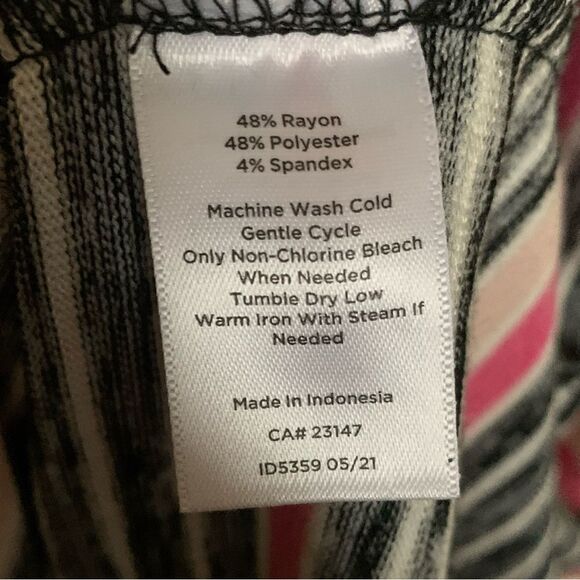 48% Rayon
48% Polyester
4% Spandex
Machine Wash Cold
Gentle Cycle
Only Non-Chlorine Bleach
When Needed
Tumble Dry Low
Warm Iron With Steam If
Needed
Made In Indonesia
CA# 23147
ID5359 05/21